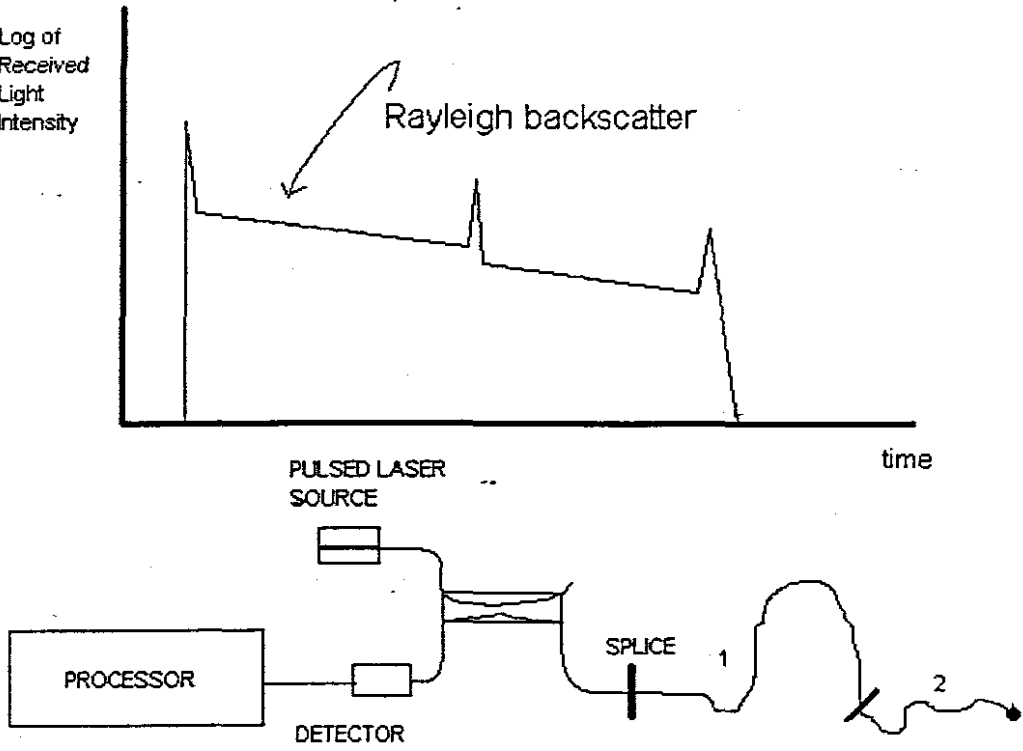 Log of
Received
Light
Intensity
Rayleigh backscatter
time
PULSED LASER
SOURCE
PROCESSOR
DETECTOR
SPLICE
1
2